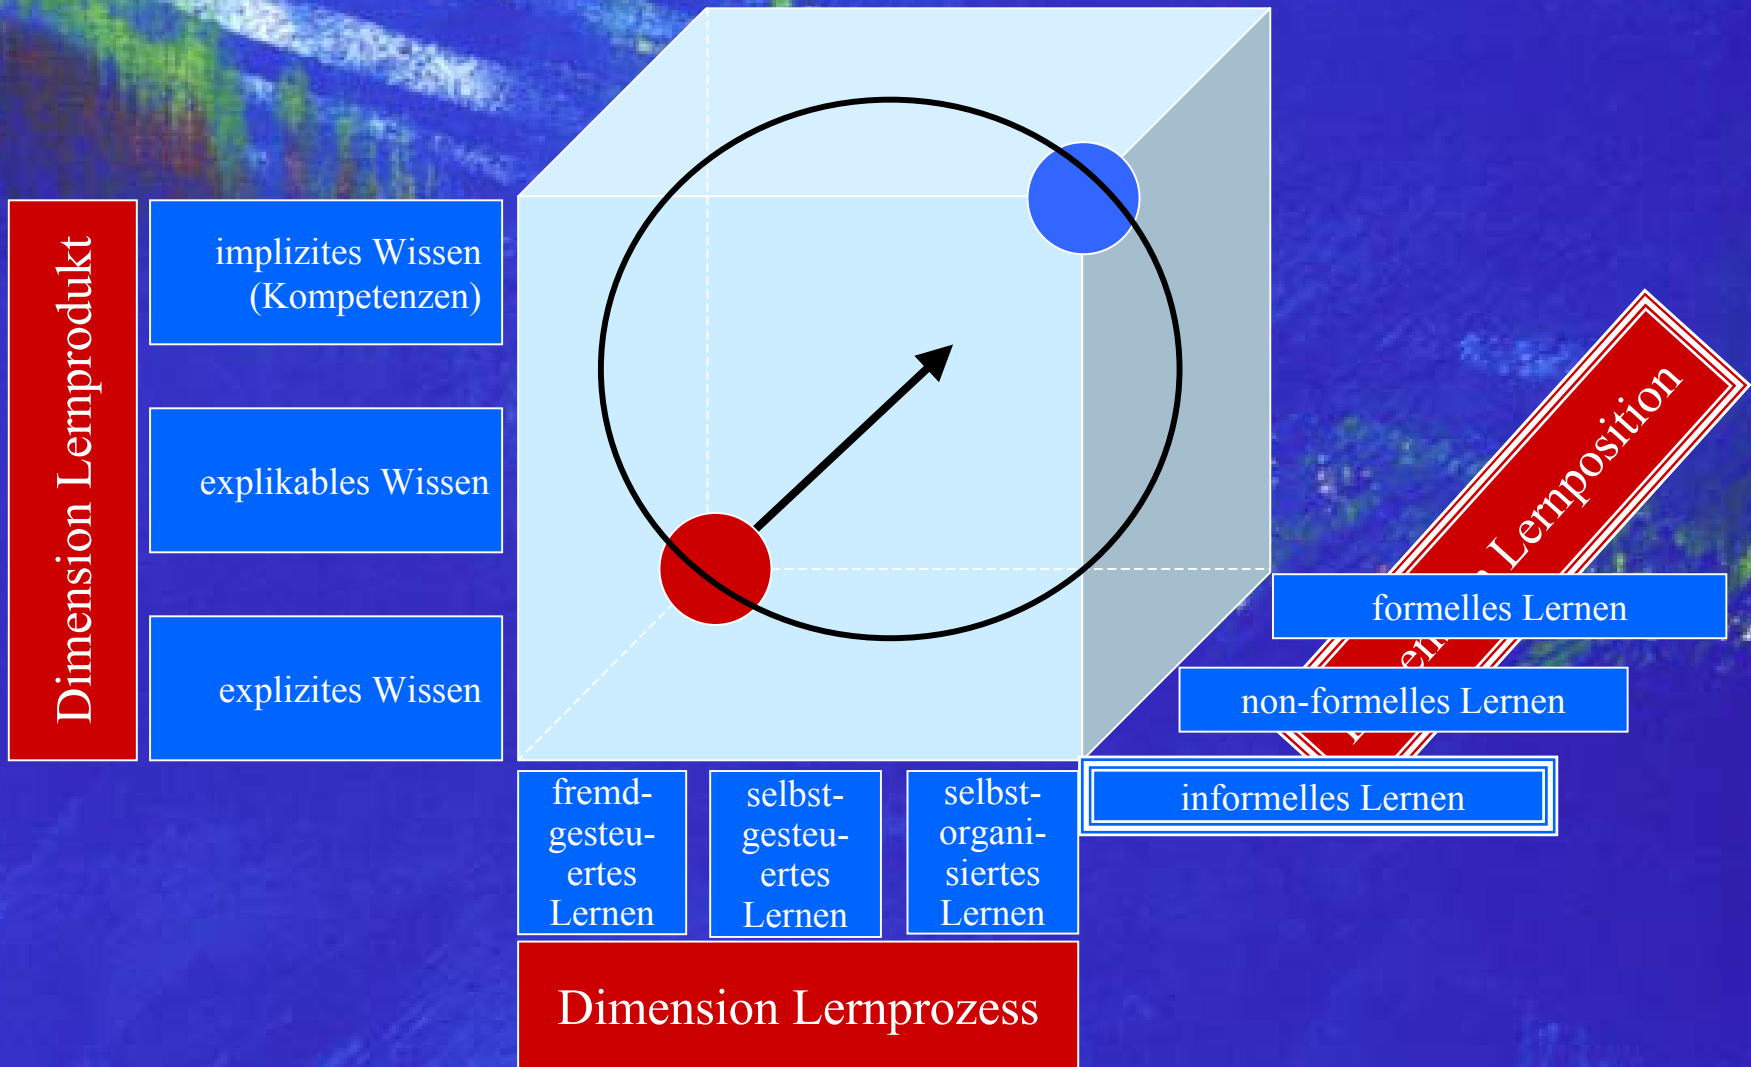 Dimension Lernprodukt
implizites Wissen
(Kompetenzen)
explikables Wissen
explizites Wissen
Lernposition
formelles Lernen
non-formelles Lernen
informelles Lernen
fremd-
gesteu-
ertes
Lernen
selbst-
gesteu-
ertes
Lernen
selbst-
organi-
siertes
Lernen
Dimension Lernprozess